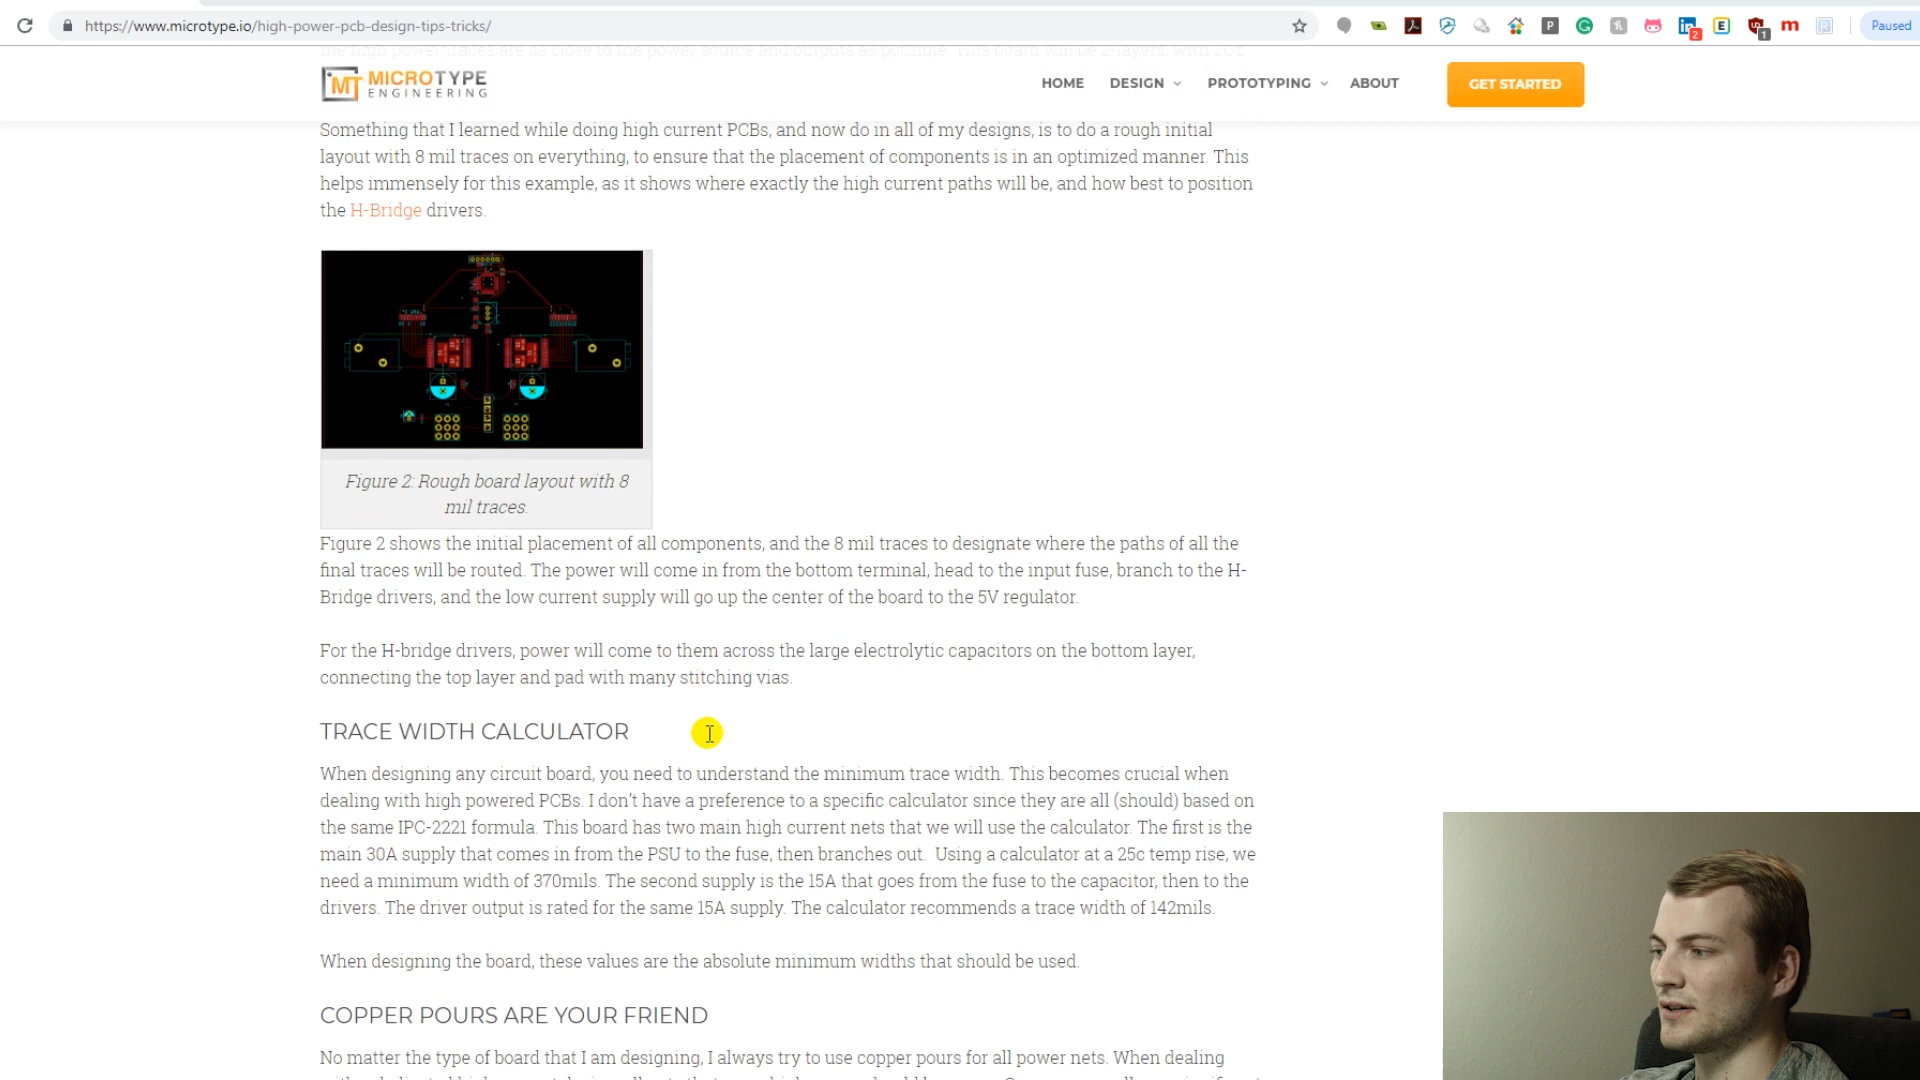 https://www.microtype.io/high-power-pcb-design-tips-tricks/
Paused
MT MICROTYPE
ENGINEERING
HOME DESIGN PROTOTYPING ABOUT GET STARTED
Something that I learned while doing high current PCBs, and now do in all of my designs, is to do a rough initial
layout with 8 mil traces on everything, to ensure that the placement of components is in an optimized manner. This
helps immensely for this example, as it shows where exactly the high current paths will be, and how best to position
the H-Bridge drivers.
Figure 2: Rough board layout with 8
mil traces.
Figure 2 shows the initial placement of all components, and the 8 mil traces to designate where the paths of all the
final traces will be routed. The power will come in from the bottom terminal, head to the input fuse, branch to the H-
Bridge drivers, and the low current supply will go up the center of the board to the 5V regulator.
For the H-bridge drivers, power will come to them across the large electrolytic capacitors on the bottom layer,
connecting the top layer and pad with many stitching vias.
TRACE WIDTH CALCULATOR
When designing any circuit board, you need to understand the minimum trace width. This becomes crucial when
dealing with high powered PCBs. I don't have a preference to a specific calculator since they are all (should) based on
the same IPC-2221 formula. This board has two main high current nets that we will use the calculator. The first is the
main 30A supply that comes in from the PSU to the fuse, then branches out. Using a calculator at a 25c temp rise, we
need a minimum width of 370mils. The second supply is the 15A that goes from the fuse to the capacitor, then to the
drivers. The driver output is rated for the same 15A supply. The calculator recommends a trace width of 142mils.
When designing the board, these values are the absolute minimum widths that should be used.
COPPER POURS ARE YOUR FRIEND
No matter the type of board that I am designing, I always try to use copper pours for all power nets. When dealing